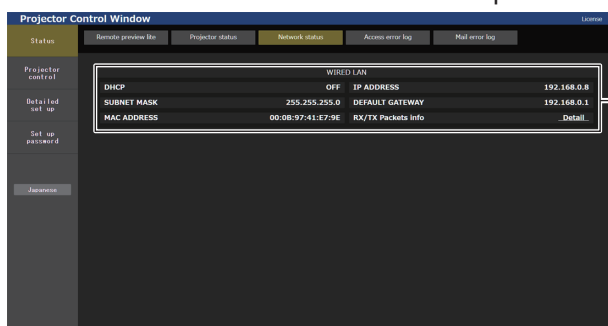 Projector Control Window
License
Status
Remote preview lite
Projector status
Network status
Access error log
Mail error log
Projector
control
Detailed
set up
Set up
password
Japanese
WIRED LAN
DHCP OFF IP ADDRESS 192.168.0.8
SUBNET MASK 255.255.255.0 DEFAULT GATEWAY 192.168.0.1
MAC ADDRESS 00:0B:97:41:E7:9E RX/TX Packets info Detail